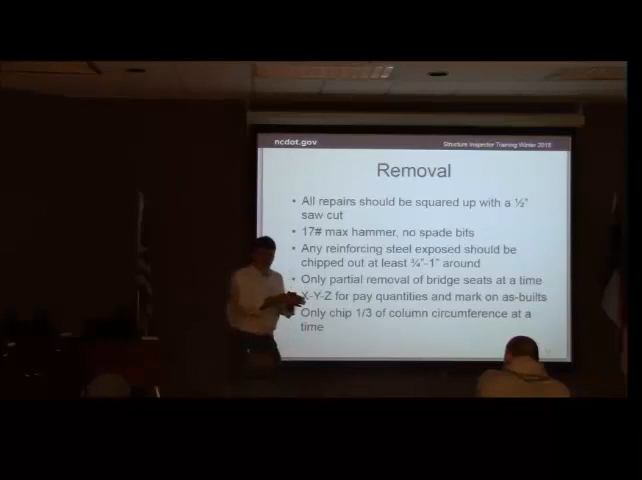 ncdot.gov
Structure Inspector Training Winter 2015
Removal
• All repairs should be squared up with a ½"
saw cut
• 17# max hammer, no spade bits
• Any reinforcing steel exposed should be
chipped out at least ¾"-1" around
• Only partial removal of bridge seats at a time
X-Y-Z for pay quantities and mark on as-builts
Only chip 1/3 of column circumference at a
time